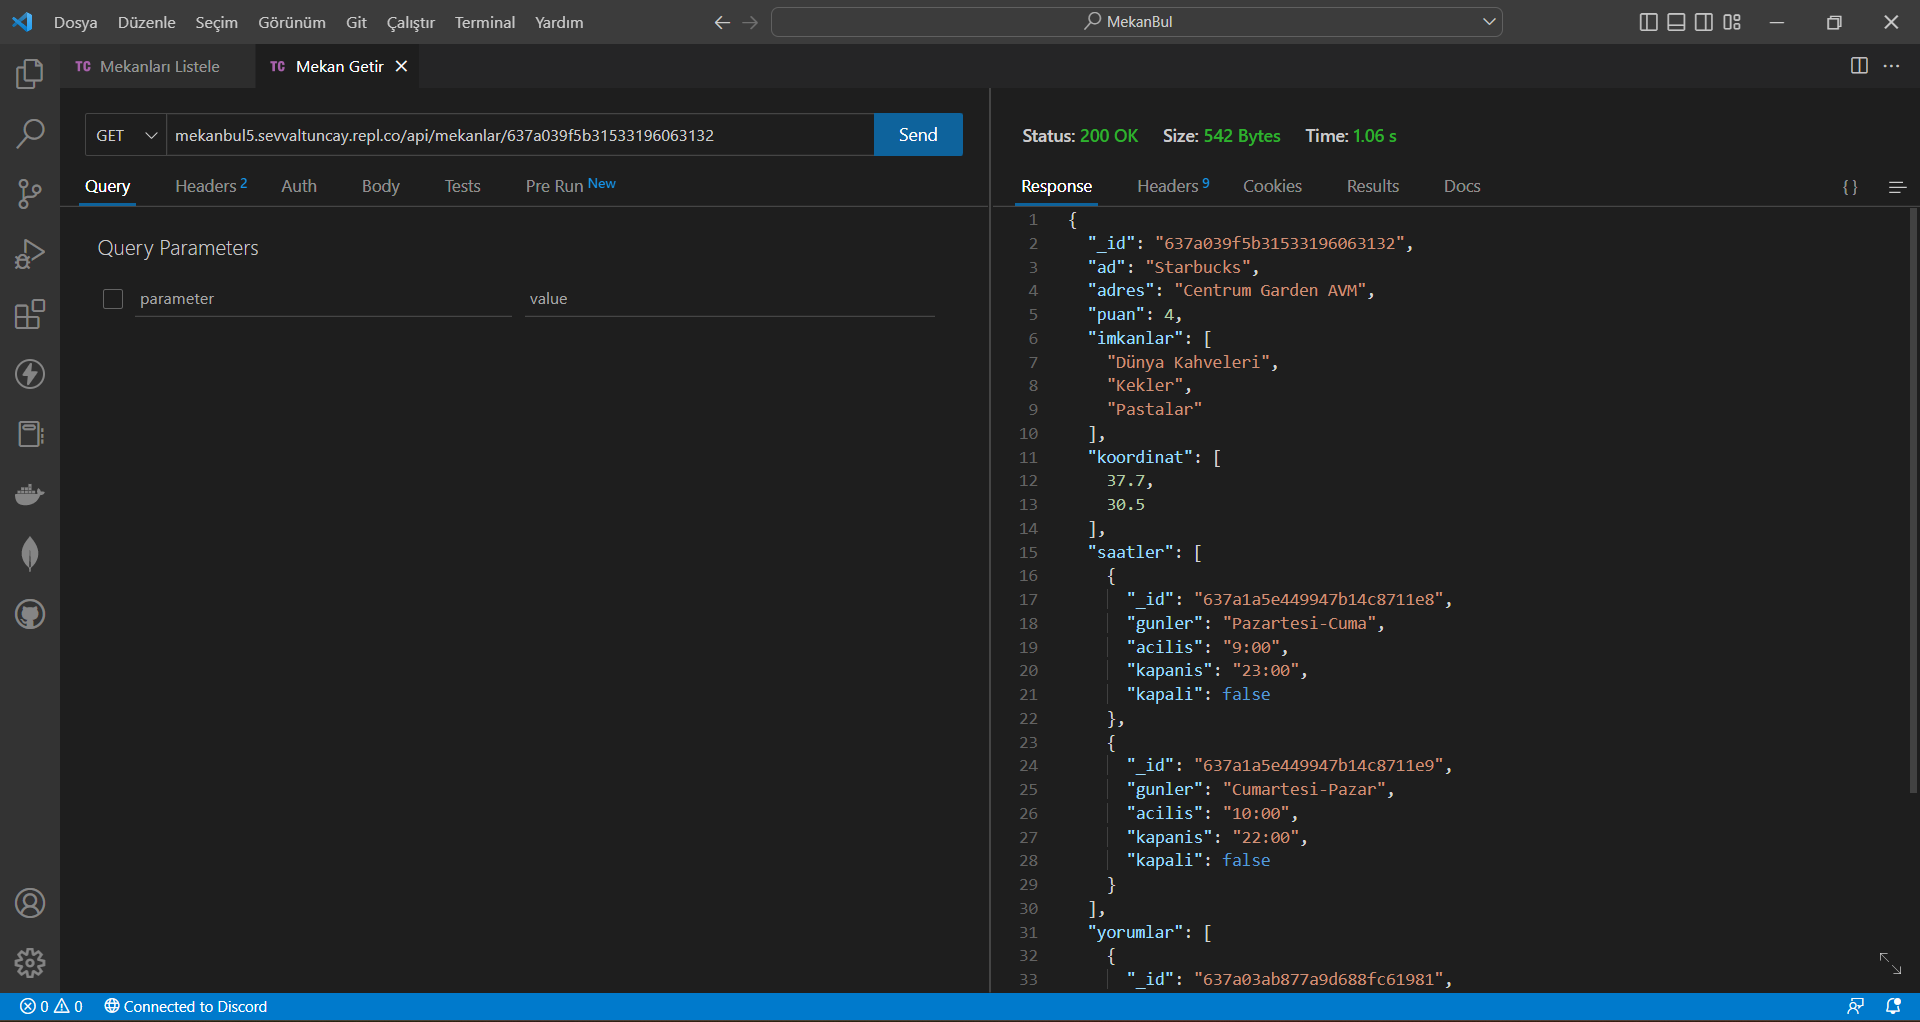 Dosya Düzenle Seçim Görünüm Git Çalıştır Terminal Yardım
MekanBul
TC Mekanları Listele
TC Mekan Getir
GET mekanbul5.sevvaltuncay.repl.co/api/mekanlar/637a039f5b31533196063132 Send
Query Headers 2 Auth Body Tests Pre Run New
Query Parameters
parameter value
Status: 200 OK Size: 542 Bytes Time: 1.06 s
Response Headers 9 Cookies Results Docs { }
1 {
2 "_id": "637a039f5b31533196063132",
3 "ad": "Starbucks",
4 "adres": "Centrum Garden AVM",
5 "puan": 4,
6 "imkanlar": [
7 "Dünya Kahveleri",
8 "Kekler",
9 "Pastalar"
10 ],
11 "koordinat": [
12 37.7,
13 30.5
14 ],
15 "saatler": [
16 {
17 "_id": "637a1a5e449947b14c8711e8",
18 "gunler": "Pazartesi-Cuma",
19 "acilis": "9:00",
20 "kapanis": "23:00",
21 "kapali": false
22 },
23 {
24 "_id": "637a1a5e449947b14c8711e9",
25 "gunler": "Cumartesi-Pazar",
26 "acilis": "10:00",
27 "kapanis": "22:00",
28 "kapali": false
29 }
30 ],
31 "yorumlar": [
32 {
33 "_id": "637a03ab877a9d688fc61981",
0 0 Connected to Discord